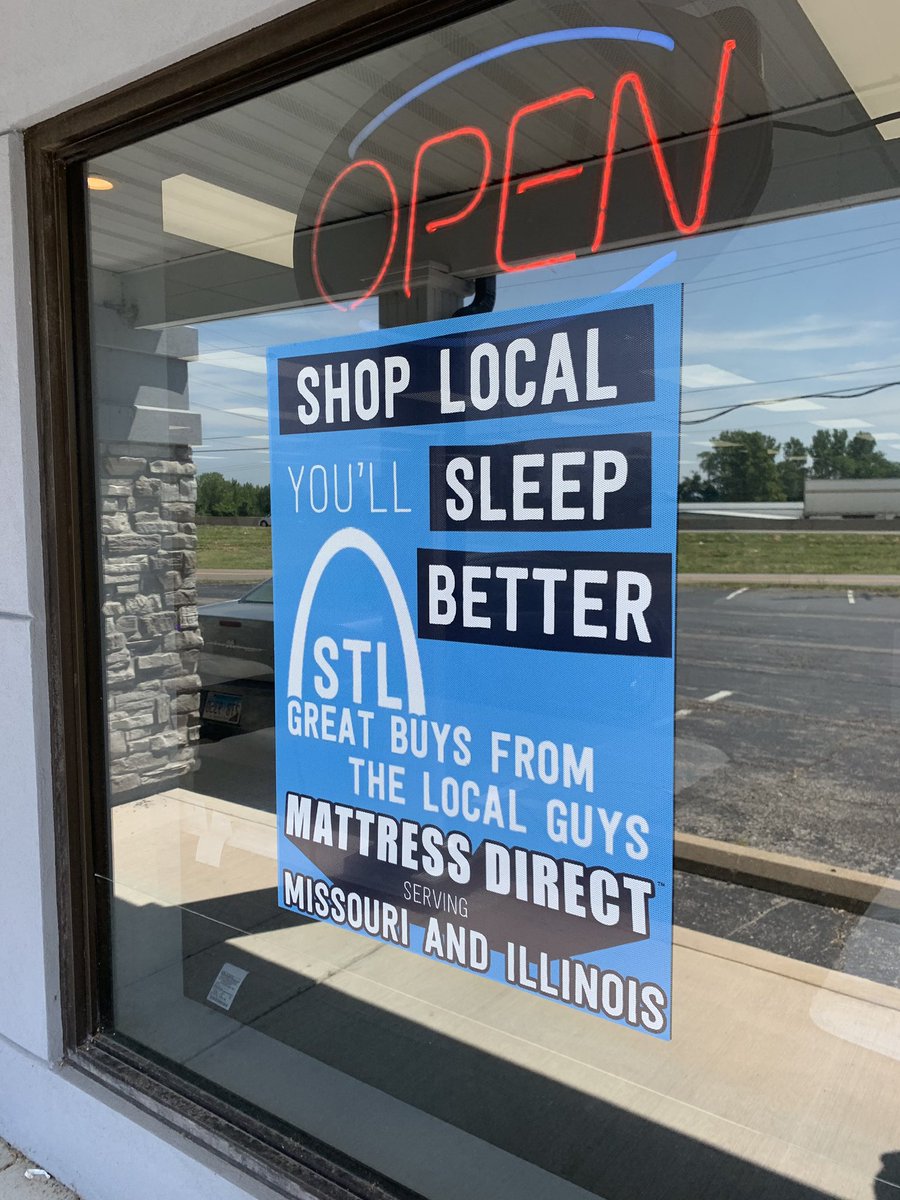 OPEN
SHOP LOCAL
YOU'LL SLEEP
BETTER
STL
GREAT BUYS FROM
THE LOCAL GUYS
MATTRESS DIRECT™
SERVING
MISSOURI AND ILLINOIS